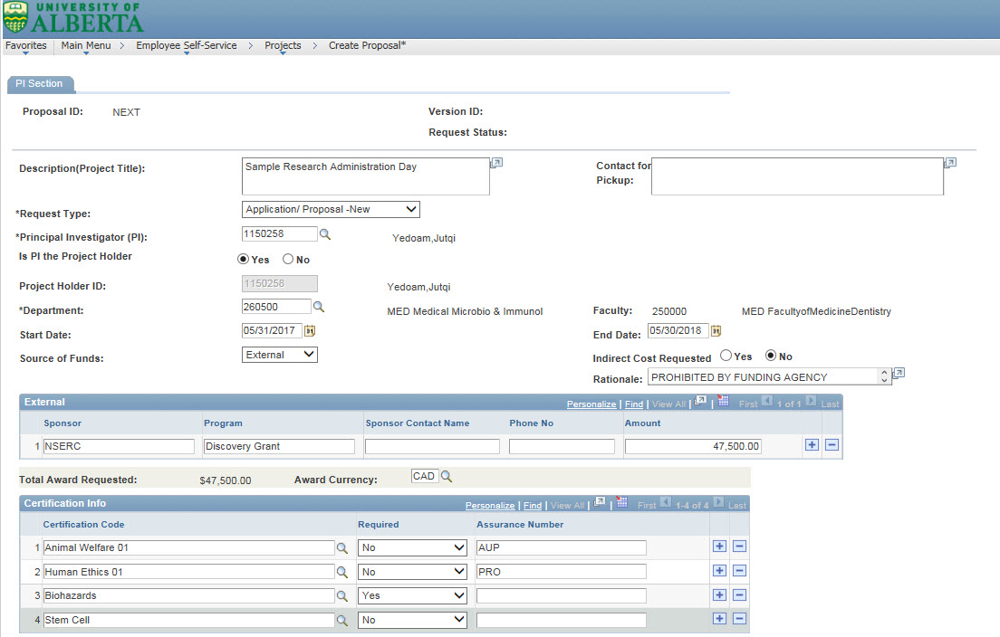 UNIVERSITY OF
ALBERTA
Favorites Main Menu > Employee Self-Service > Projects > Create Proposal*
PI Section
Proposal ID: NEXT Version ID:
Request Status:
Description(Project Title): Sample Research Administration Day Contact for
Pickup:
*Request Type: Application/ Proposal -New
*Principal Investigator (PI): 1150258 Yedoam,Jutqi
Is PI the Project Holder Yes No
Project Holder ID: 1150258 Yedoam,Jutqi
*Department: 260500 MED Medical Microbio & Immunol Faculty: 250000 MED FacultyofMedicineDentistry
Start Date: 05/31/2017 End Date: 05/30/2018
Source of Funds: External Indirect Cost Requested Yes No
Rationale: PROHIBITED BY FUNDING AGENCY
External Personalize | Find | View All | | First 1 of 1 Last
Sponsor Program Sponsor Contact Name Phone No Amount
1 NSERC Discovery Grant 47,500.00
Total Award Requested: $47,500.00 Award Currency: CAD
Certification Info Personalize | Find | View All | | First 1-4 of 4 Last
Certification Code Required Assurance Number
1 Animal Welfare 01 No AUP
2 Human Ethics 01 No PRO
3 Biohazards Yes
4 Stem Cell No